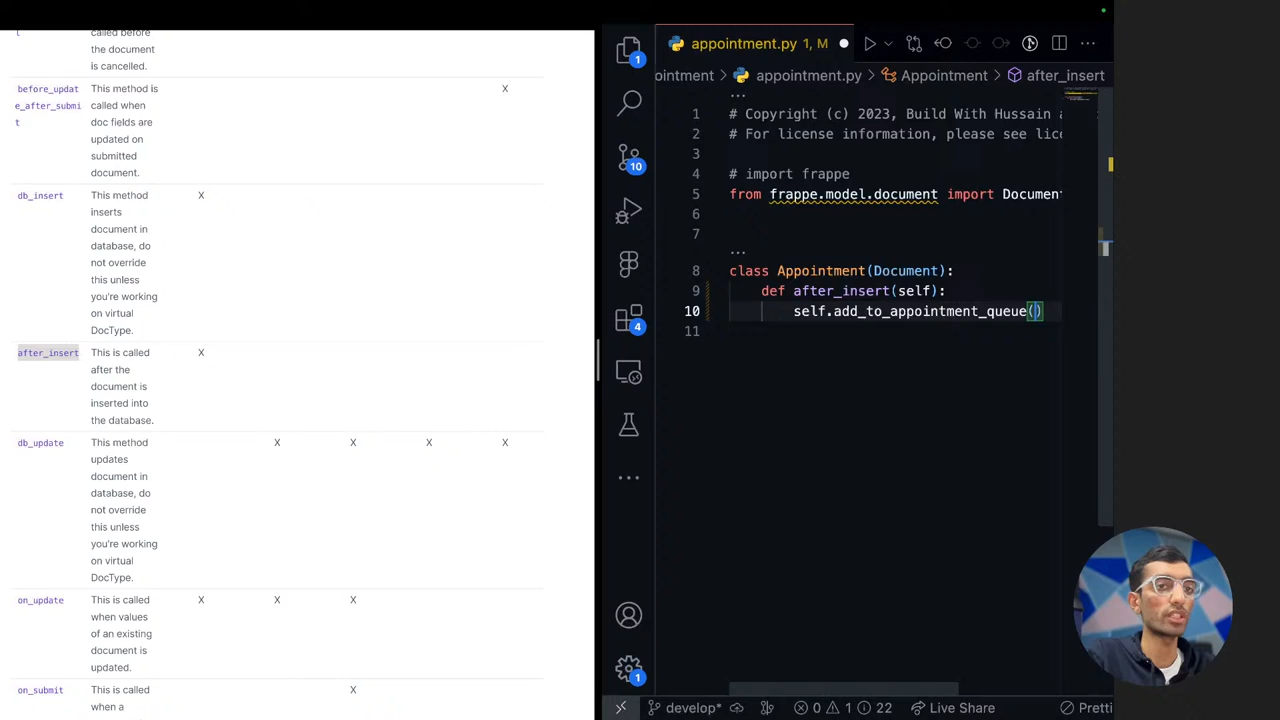 called before
the document
is cancelled.
before_updat
e_after_submi
t
This method is
called when
doc fields are
updated on
submitted
document.
X
db_insert
This method
inserts
document in
database, do
not override
this unless
you're working
on virtual
DocType.
X
after_insert
This is called
after the
document is
inserted into
the database.
X
db_update
This method
updates
document in
database, do
not override
this unless
you're working
on virtual
DocType.
X X X X
on_update
This is called
when values
of an existing
document is
updated.
X X X
on_submit
This is called
when a
X
appointment.py 1, M
ointment > appointment.py > Appointment > after_insert
...
1 # Copyright (c) 2023, Build With Hussain a
2 # For license information, please see lice
3
4 # import frappe
5 from frappe.model.document import Document
6
7
...
8 class Appointment(Document):
9 def after_insert(self):
10 self.add_to_appointment_queue()
11
1
10
4
1
develop* 0 1 22 Live Share Pretti